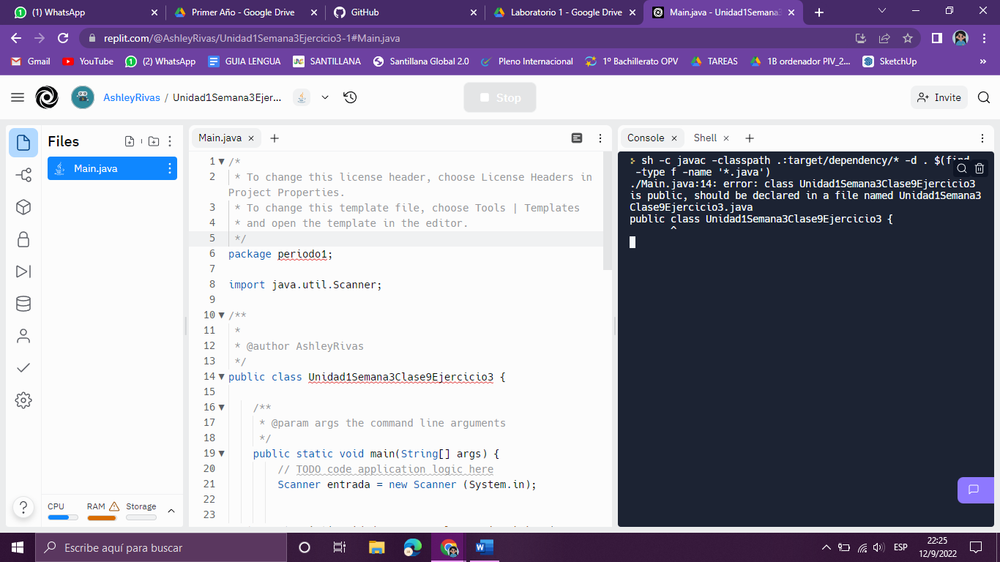 (1) WhatsApp
Primer Año - Google Drive
GitHub
Laboratorio 1 - Google Drive
Main.java - Unidad1Semana3
replit.com/@AshleyRivas/Unidad1Semana3Ejercicio3-1#Main.java
Gmail
YouTube
(2) WhatsApp
GUIA LENGUA
SANTILLANA
Santillana Global 2.0
Pleno Internacional
1º Bachillerato OPV
TAREAS
1B ordenador PIV_2...
SketchUp
»
AshleyRivas / Unidad1Semana3Ejer...
Stop
Invite
Files
Main.java
CPU
RAM
Storage
?
Main.java
1 /*
2 * To change this license header, choose License Headers in
Project Properties.
3 * To change this template file, choose Tools | Templates
4 * and open the template in the editor.
5 */
6 package periodo1;
7
8 import java.util.Scanner;
9
10 /**
11 *
12 * @author AshleyRivas
13 */
14 public class Unidad1Semana3Clase9Ejercicio3 {
15
16 /**
17 * @param args the command line arguments
18 */
19 public static void main(String[] args) {
20 // TODO code application logic here
21 Scanner entrada = new Scanner (System.in);
22
23
Console
Shell
sh -c javac -classpath .:target/dependency/* -d . $(find
-type f -name '*.java')
./Main.java:14: error: class Unidad1Semana3Clase9Ejercicio3
is public, should be declared in a file named Unidad1Semana3
Clase9Ejercicio3.java
public class Unidad1Semana3Clase9Ejercicio3 {
^
Escribe aquí para buscar
ESP
22:25
12/9/2022